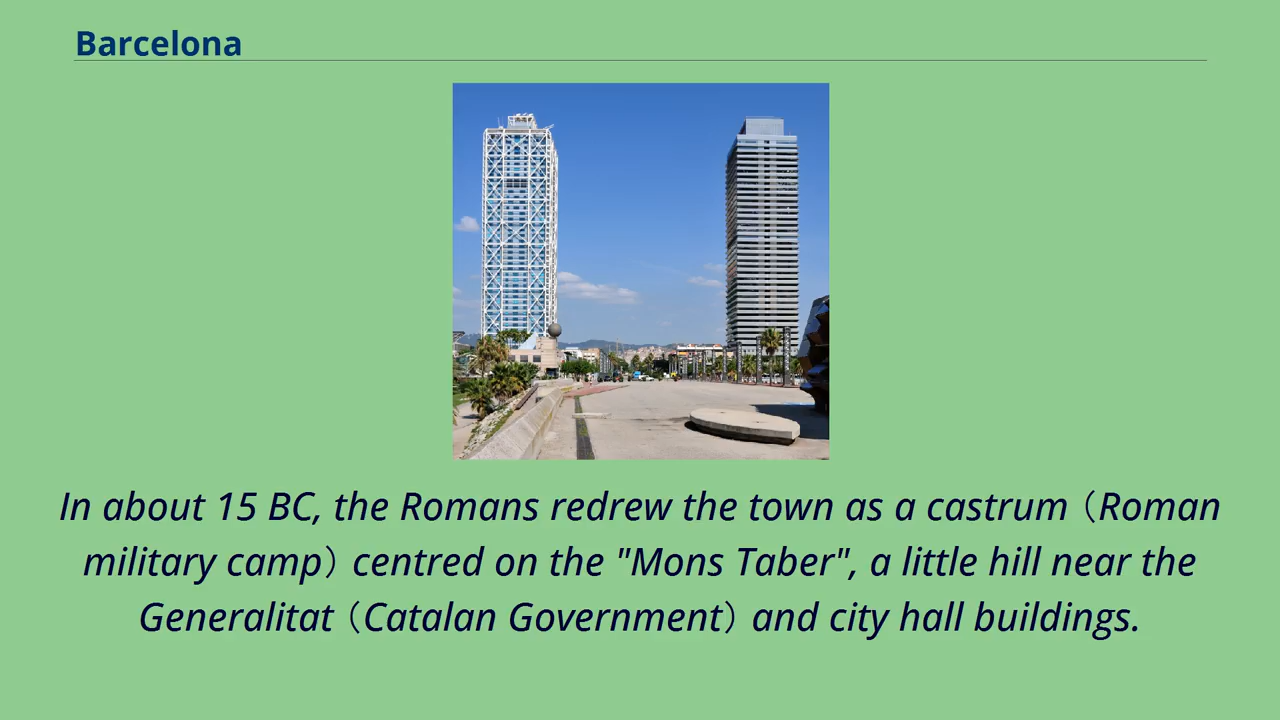 Barcelona
In about 15 BC, the Romans redrew the town as a castrum（Roman
military camp）centred on the "Mons Taber", a little hill near the
Generalitat（Catalan Government）and city hall buildings.